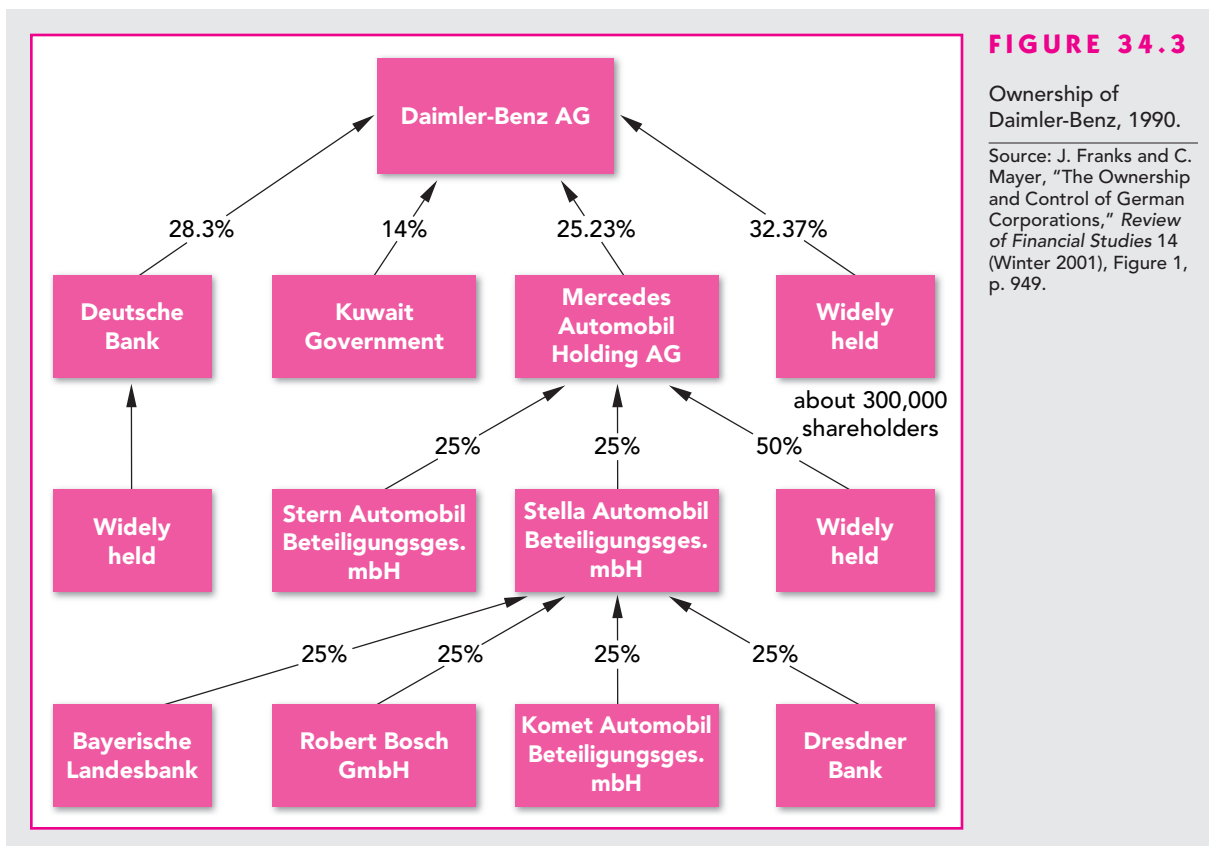 FIGURE 34.3
Ownership of
Daimler-Benz, 1990.
Source: J. Franks and C.
Mayer, “The Ownership
and Control of German
Corporations,” Review
of Financial Studies 14
(Winter 2001), Figure 1,
p. 949.
Daimler-Benz AG
28.3%
14%
25.23%
32.37%
Deutsche
Bank
Kuwait
Government
Mercedes
Automobil
Holding AG
Widely
held
about 300,000
shareholders
25%
25%
50%
Widely
held
Stern Automobil
Beteiligungsges.
mbH
Stella Automobil
Beteiligungsges.
mbH
Widely
held
25%
25%
25%
25%
Bayerische
Landesbank
Robert Bosch
GmbH
Komet Automobil
Beteiligungsges.
mbH
Dresdner
Bank